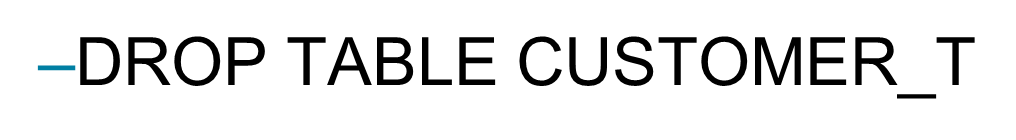 –DROP TABLE CUSTOMER_T